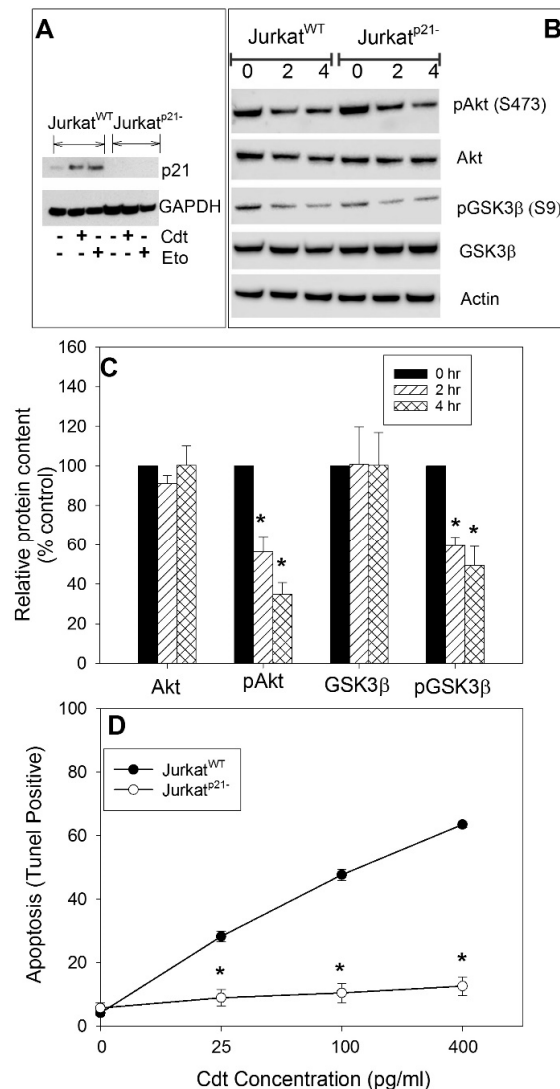 A
Jurkat^WT Jurkat^p21-
p21
GAPDH
- + - - + - Cdt
- - + - - + Eto
B
Jurkat^WT Jurkat^p21-
0 2 4 0 2 4
pAkt (S473)
Akt
pGSK3β (S9)
GSK3β
Actin
C
Relative protein content
(% control)
160
140
120
100
80
60
40
20
0
0 hr
2 hr
4 hr
* * * *
Akt pAkt GSK3β pGSK3β
D
Apoptosis (Tunel Positive)
100
80
60
40
20
0
Jurkat^WT
Jurkat^p21-
* * *
0 25 100 400
Cdt Concentration (pg/ml)